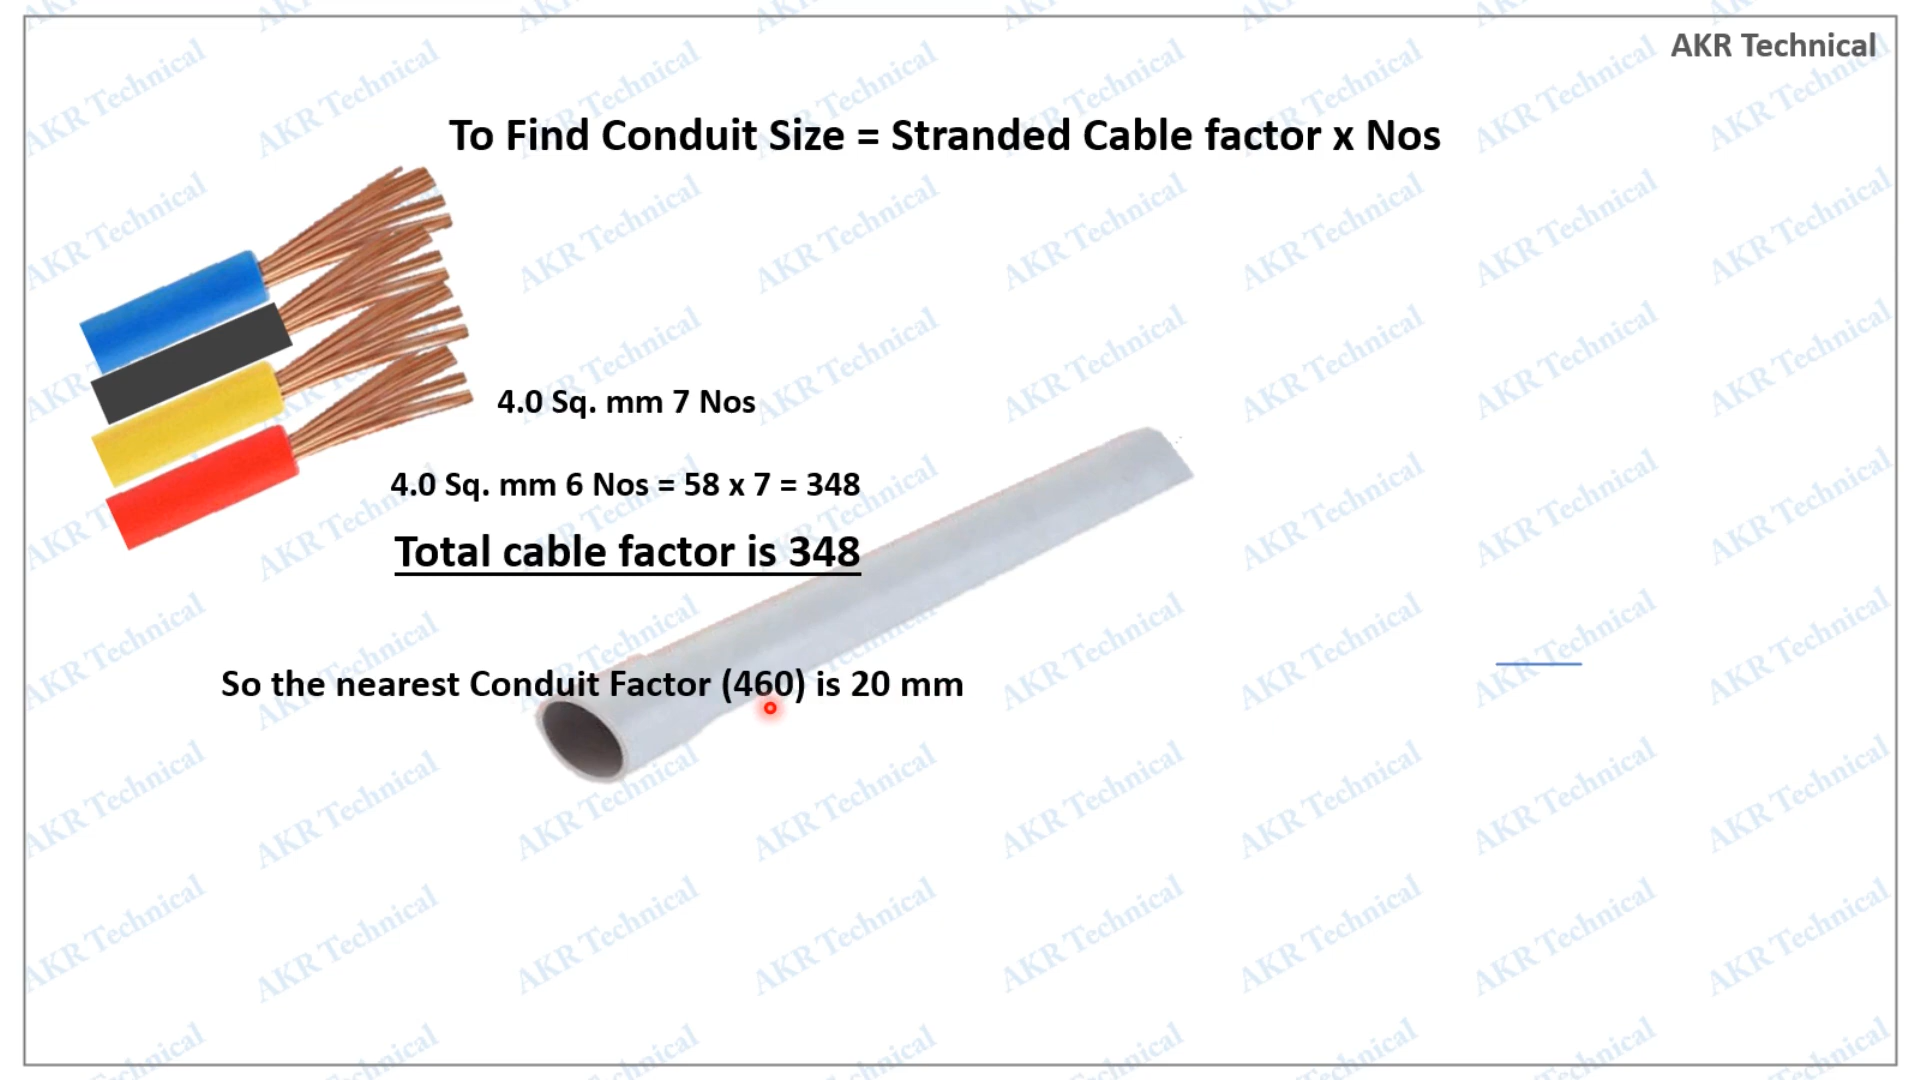 AKR Technical
To Find Conduit Size = Stranded Cable factor x Nos
4.0 Sq. mm 7 Nos
4.0 Sq. mm 6 Nos = 58 x 7 = 348
Total cable factor is 348
So the nearest Conduit Factor (460) is 20 mm